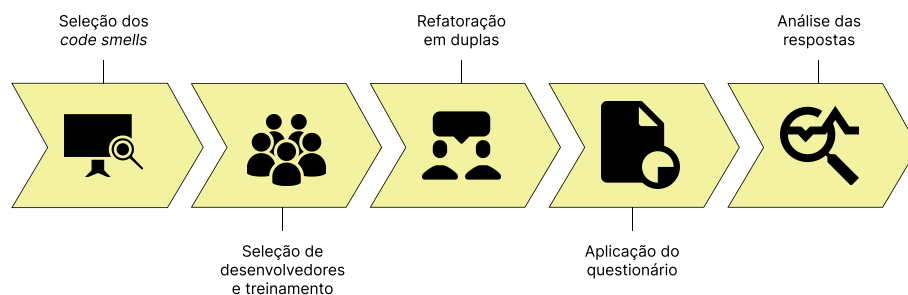 Seleção dos
code smells
Seleção de
desenvolvedores
e treinamento
Refatoração
em duplas
Aplicação do
questionário
Análise das
respostas